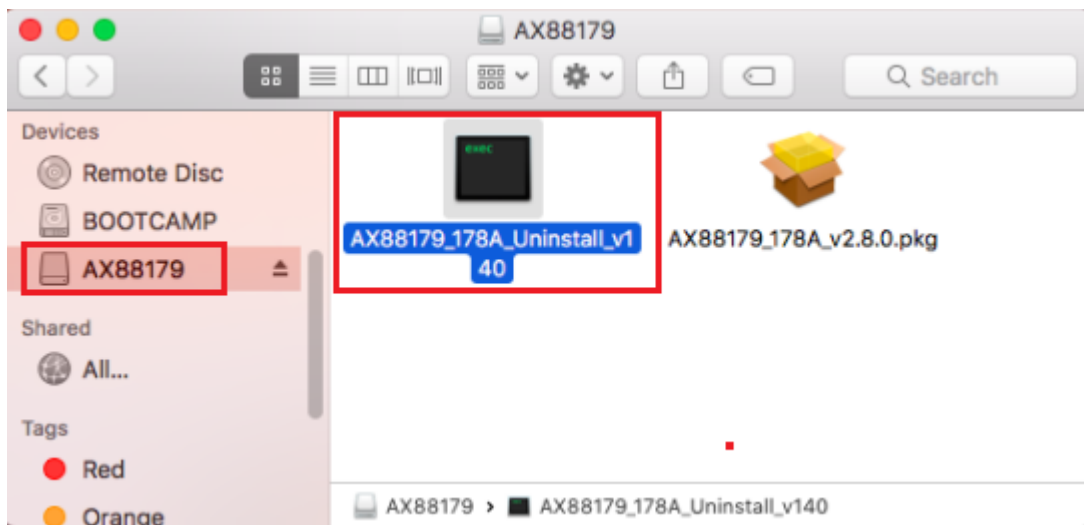 AX88179
Search
Devices
Remote Disc
BOOTCAMP
AX88179
Shared
All...
Tags
Red
Orange
exec
AX88179_178A_Uninstall_v1
40
AX88179_178A_v2.8.0.pkg
AX88179 › AX88179_178A_Uninstall_v140